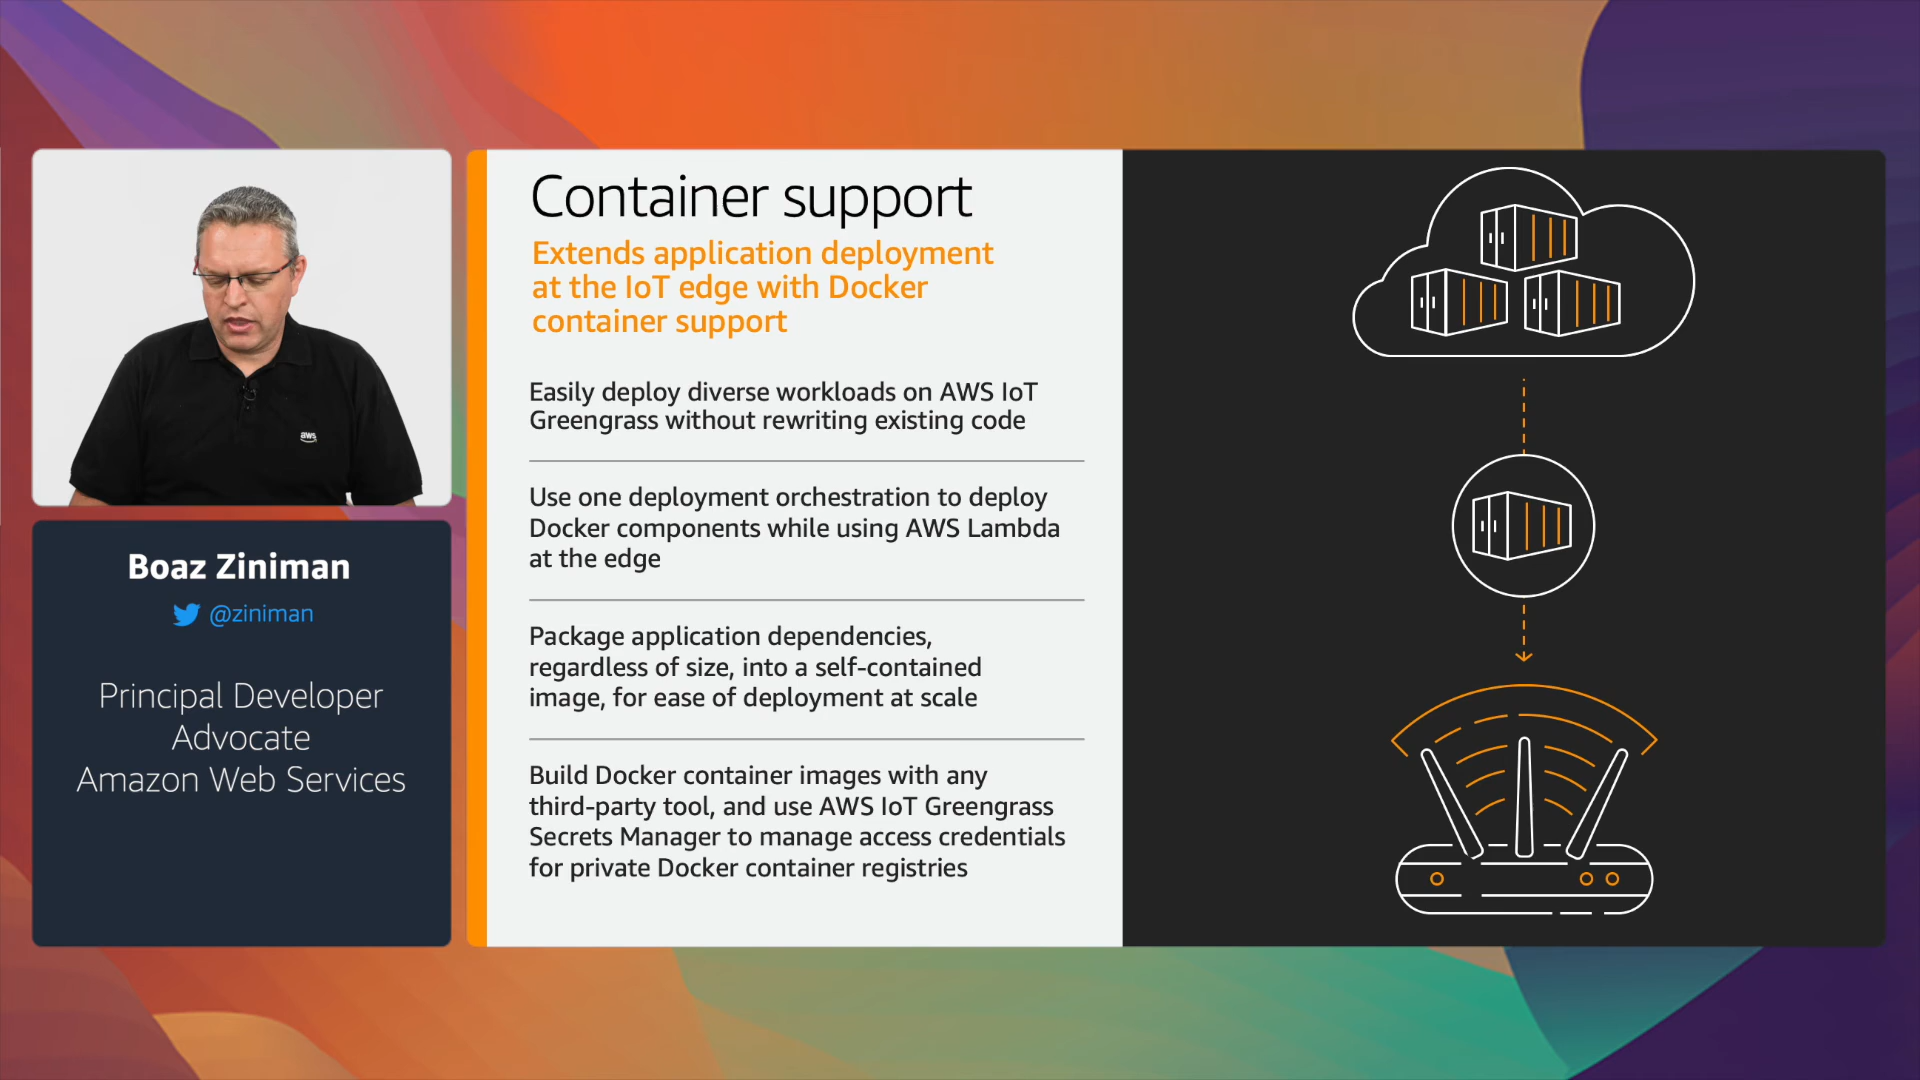 aws
Boaz Ziniman
@ziniman
Principal Developer
Advocate
Amazon Web Services
Container support
Extends application deployment
at the IoT edge with Docker
container support
Easily deploy diverse workloads on AWS IoT
Greengrass without rewriting existing code
Use one deployment orchestration to deploy
Docker components while using AWS Lambda
at the edge
Package application dependencies,
regardless of size, into a self-contained
image, for ease of deployment at scale
Build Docker container images with any
third-party tool, and use AWS IoT Greengrass
Secrets Manager to manage access credentials
for private Docker container registries